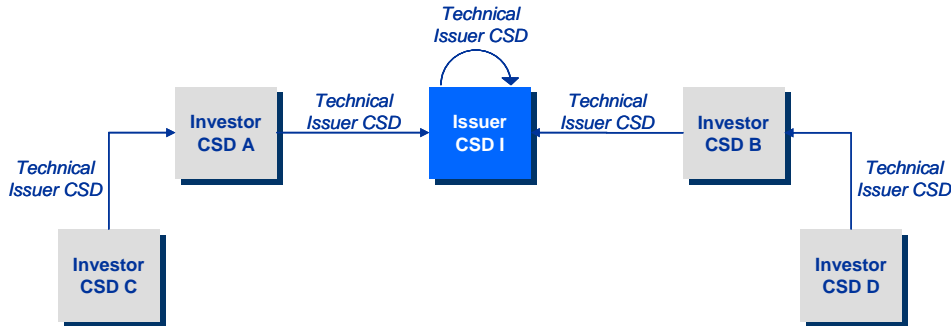 Technical
Issuer CSD
Investor
CSD A
Technical
Issuer CSD
Issuer
CSD I
Technical
Issuer CSD
Investor
CSD B
Technical
Issuer CSD
Technical
Issuer CSD
Investor
CSD C
Investor
CSD D